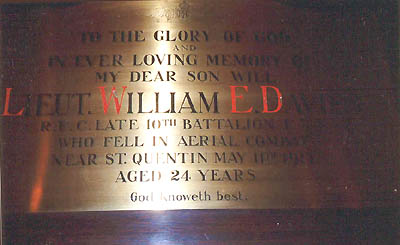 TO THE GLORY OF GOD
AND
IN EVER LOVING MEMORY OF
MY DEAR SON WILL
LIEUT. WILLIAM E. DAVIES
R.F.C. LATE 10TH BATTALION
WHO FELL IN AERIAL COMBAT
NEAR ST. QUENTIN MAY
AGED 24 YEARS
God knoweth best.